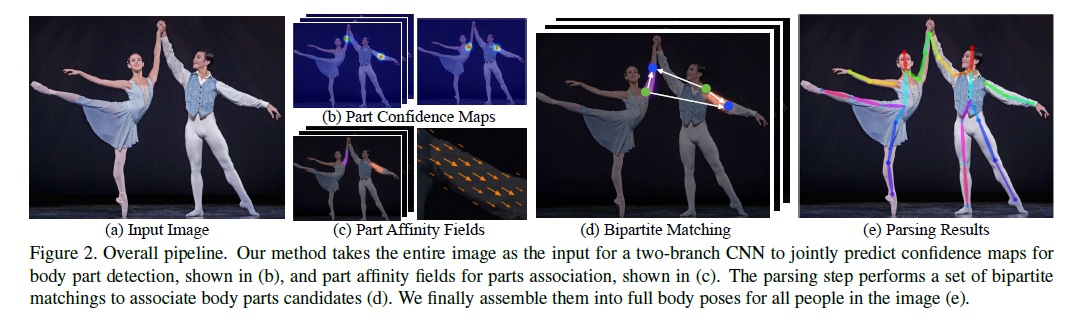 (b) Part Confidence Maps
(a) Input Image
(c) Part Affinity Fields
(d) Bipartite Matching
(e) Parsing Results
Figure 2. Overall pipeline. Our method takes the entire image as the input for a two-branch CNN to jointly predict confidence maps for
body part detection, shown in (b), and part affinity fields for parts association, shown in (c). The parsing step performs a set of bipartite
matchings to associate body parts candidates (d). We finally assemble them into full body poses for all people in the image (e).